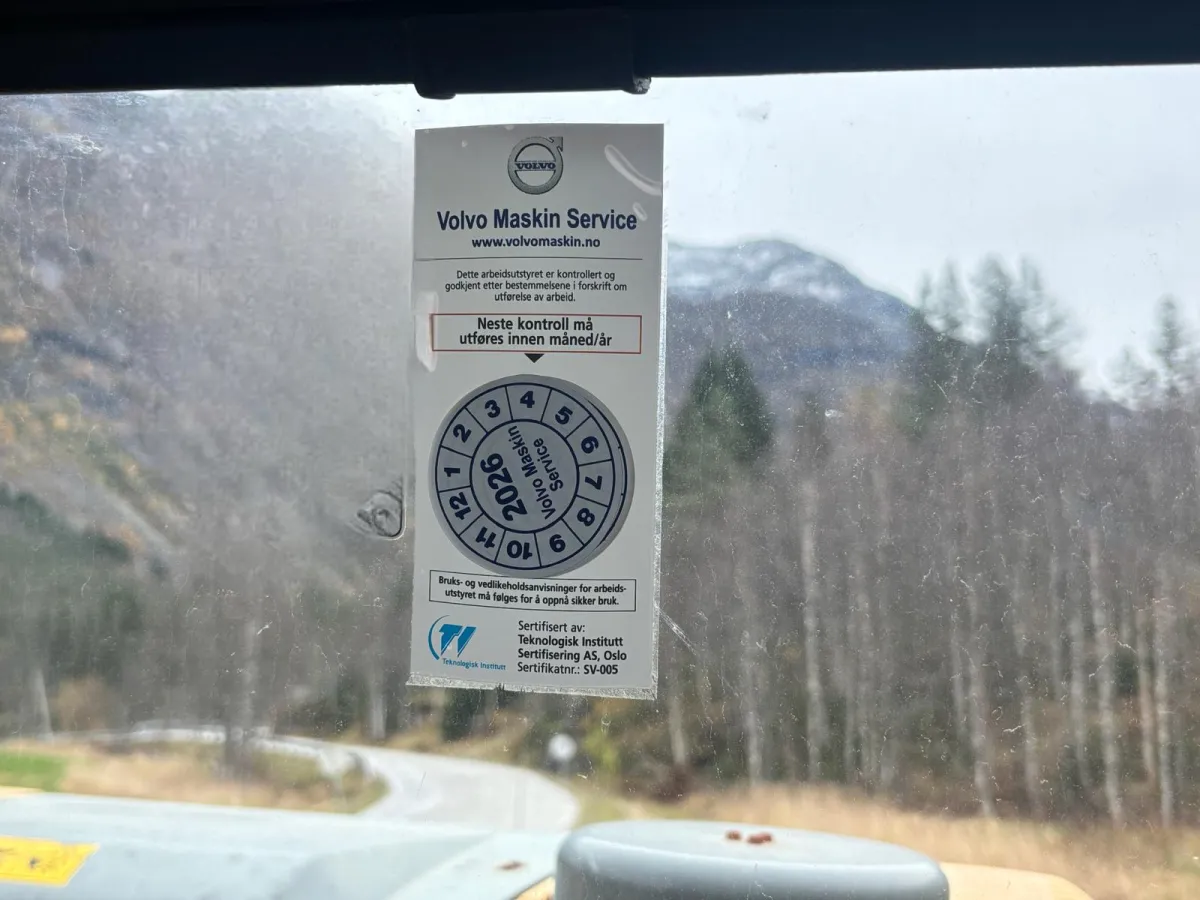 VOLVO
Volvo Maskin Service
www.volvomaskin.no
Dette arbeidsutstyret er kontrollert og
godkjent etter bestemmelsene i forskrift om
utførelse av arbeid.
Neste kontroll må
utføres innen måned/år
4
5
6
7
8
9
10
11
12
1
2
3
2026
Volvo Maskin
Service
Bruks- og vedlikeholdsanvisninger for arbeids-
utstyret må følges for å oppnå sikker bruk.
Teknologisk Institutt
Sertifisert av:
Teknologisk Institutt
Sertifisering AS, Oslo
Sertifikatnr.: SV-005